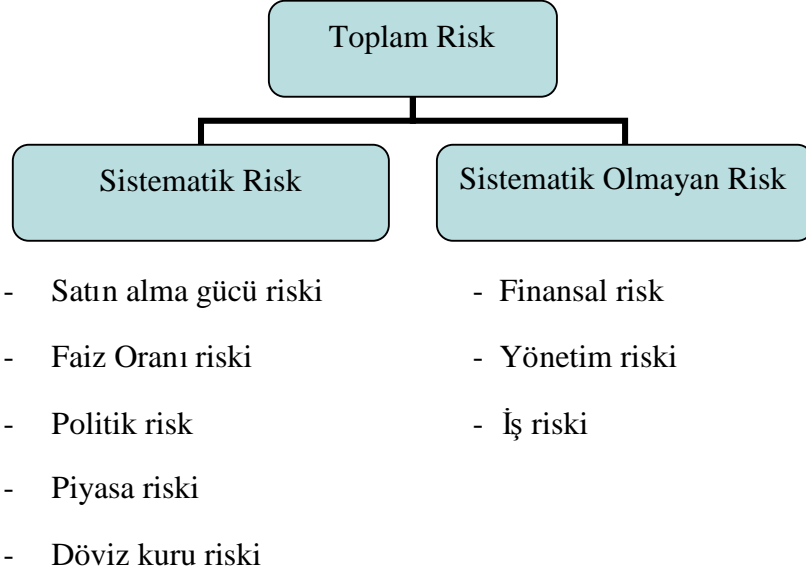 Toplam Risk
Sistematik Risk
Sistematik Olmayan Risk
- Satın alma gücü riski
- Faiz Oranı riski
- Politik risk
- Piyasa riski
- Döviz kuru riski
- Finansal risk
- Yönetim riski
- İş riski